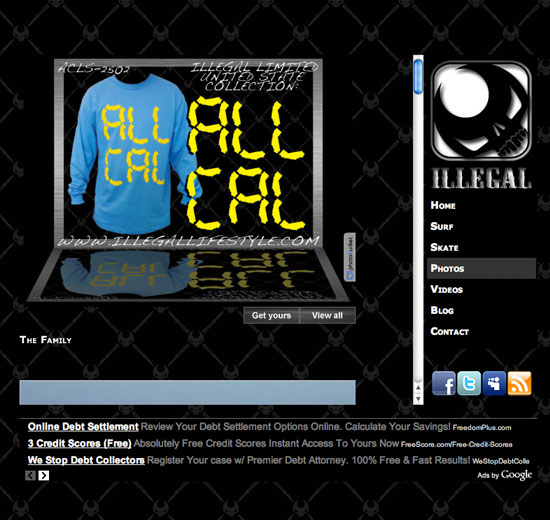 ACLS-2502
ILLEGAL LIMITED
UNITED STATE
COLLECTION:
ALL
CAL
ALL
CAL
WWW.ILLEGALLIFESTYLE.COM
photosnack
Get yours
View all
The Family
ILLEGAL
Home
Surf
Skate
Photos
Videos
Blog
Contact
Online Debt Settlement Review Your Debt Settlement Options Online. Calculate Your Savings! FreedomPlus.com
3 Credit Scores (Free) Absolutely Free Credit Scores Instant Access To Yours Now FreeScore.com/Free-Credit-Scores
We Stop Debt Collectors Register Your case w/ Premier Debt Attorney. 100% Free & Fast Results! WeStopDebtColle
Ads by Google